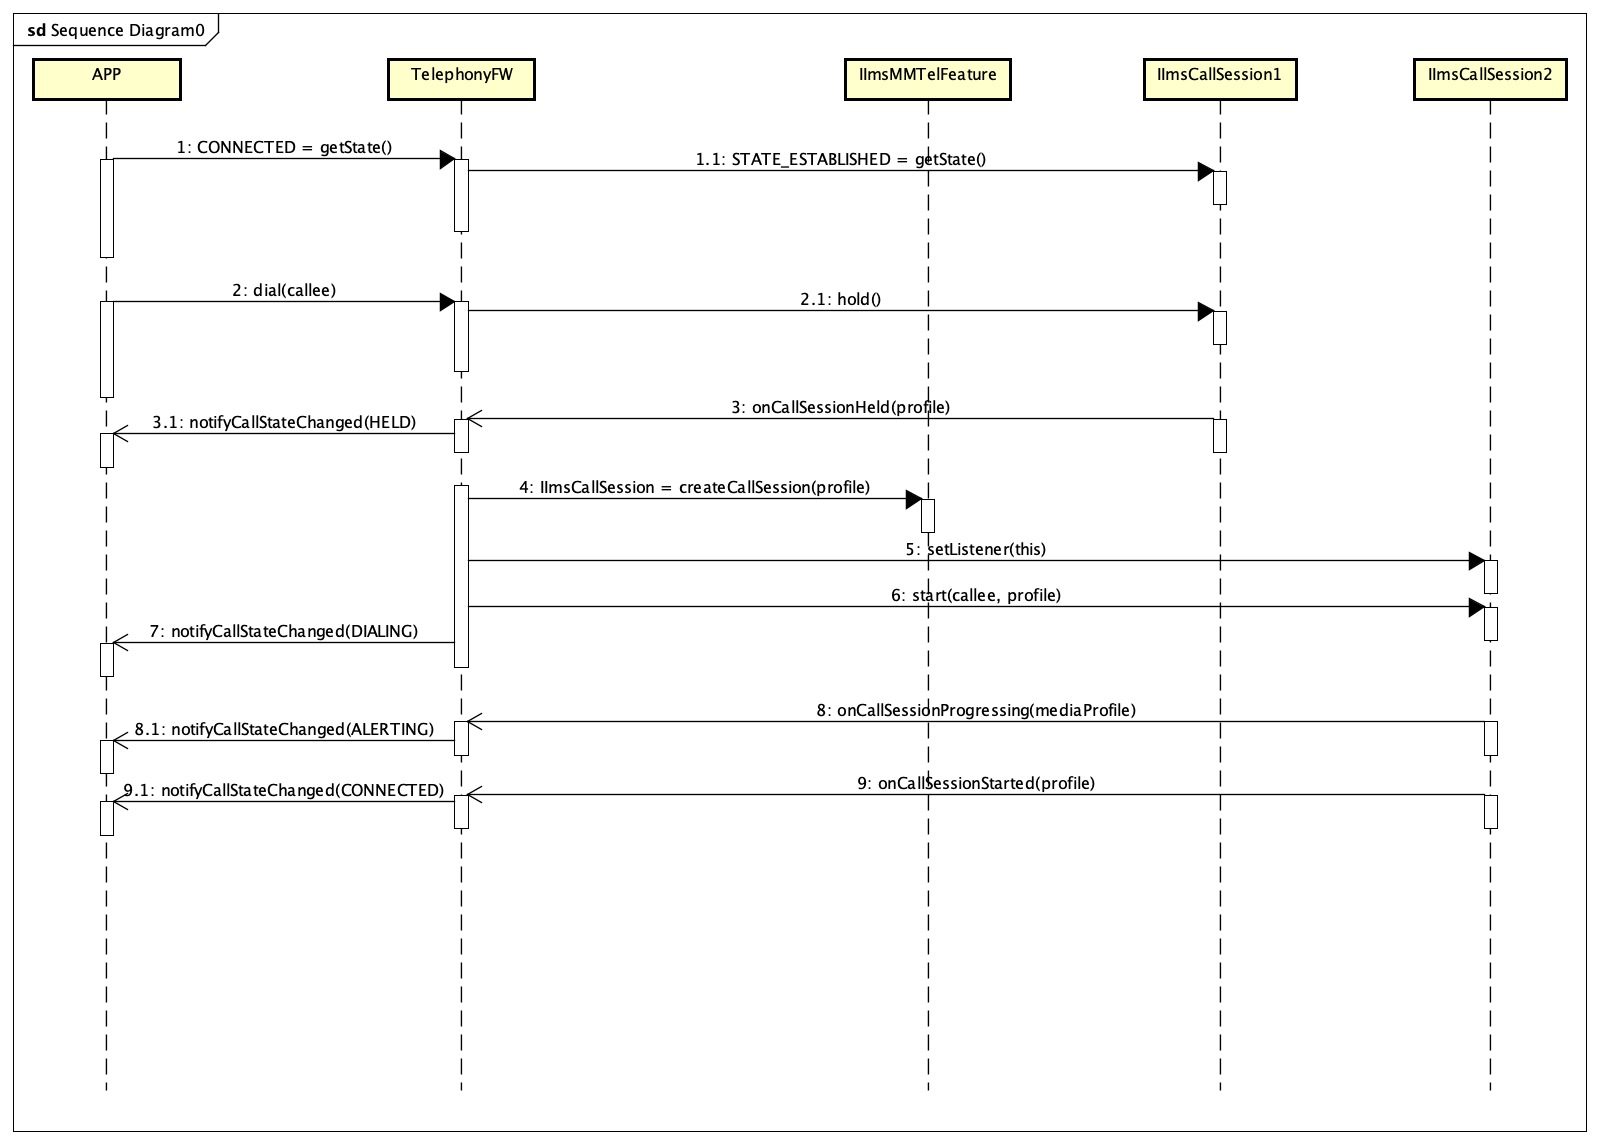 sd Sequence Diagram0
APP
TelephonyFW
IImsMMTelFeature
IImsCallSession1
IImsCallSession2
1: CONNECTED = getState()
1.1: STATE_ESTABLISHED = getState()
2: dial(callee)
2.1: hold()
3: onCallSessionHeld(profile)
3.1: notifyCallStateChanged(HELD)
4: IImsCallSession = createCallSession(profile)
5: setListener(this)
6: start(callee, profile)
7: notifyCallStateChanged(DIALING)
8: onCallSessionProgressing(mediaProfile)
8.1: notifyCallStateChanged(ALERTING)
9: onCallSessionStarted(profile)
9.1: notifyCallStateChanged(CONNECTED)